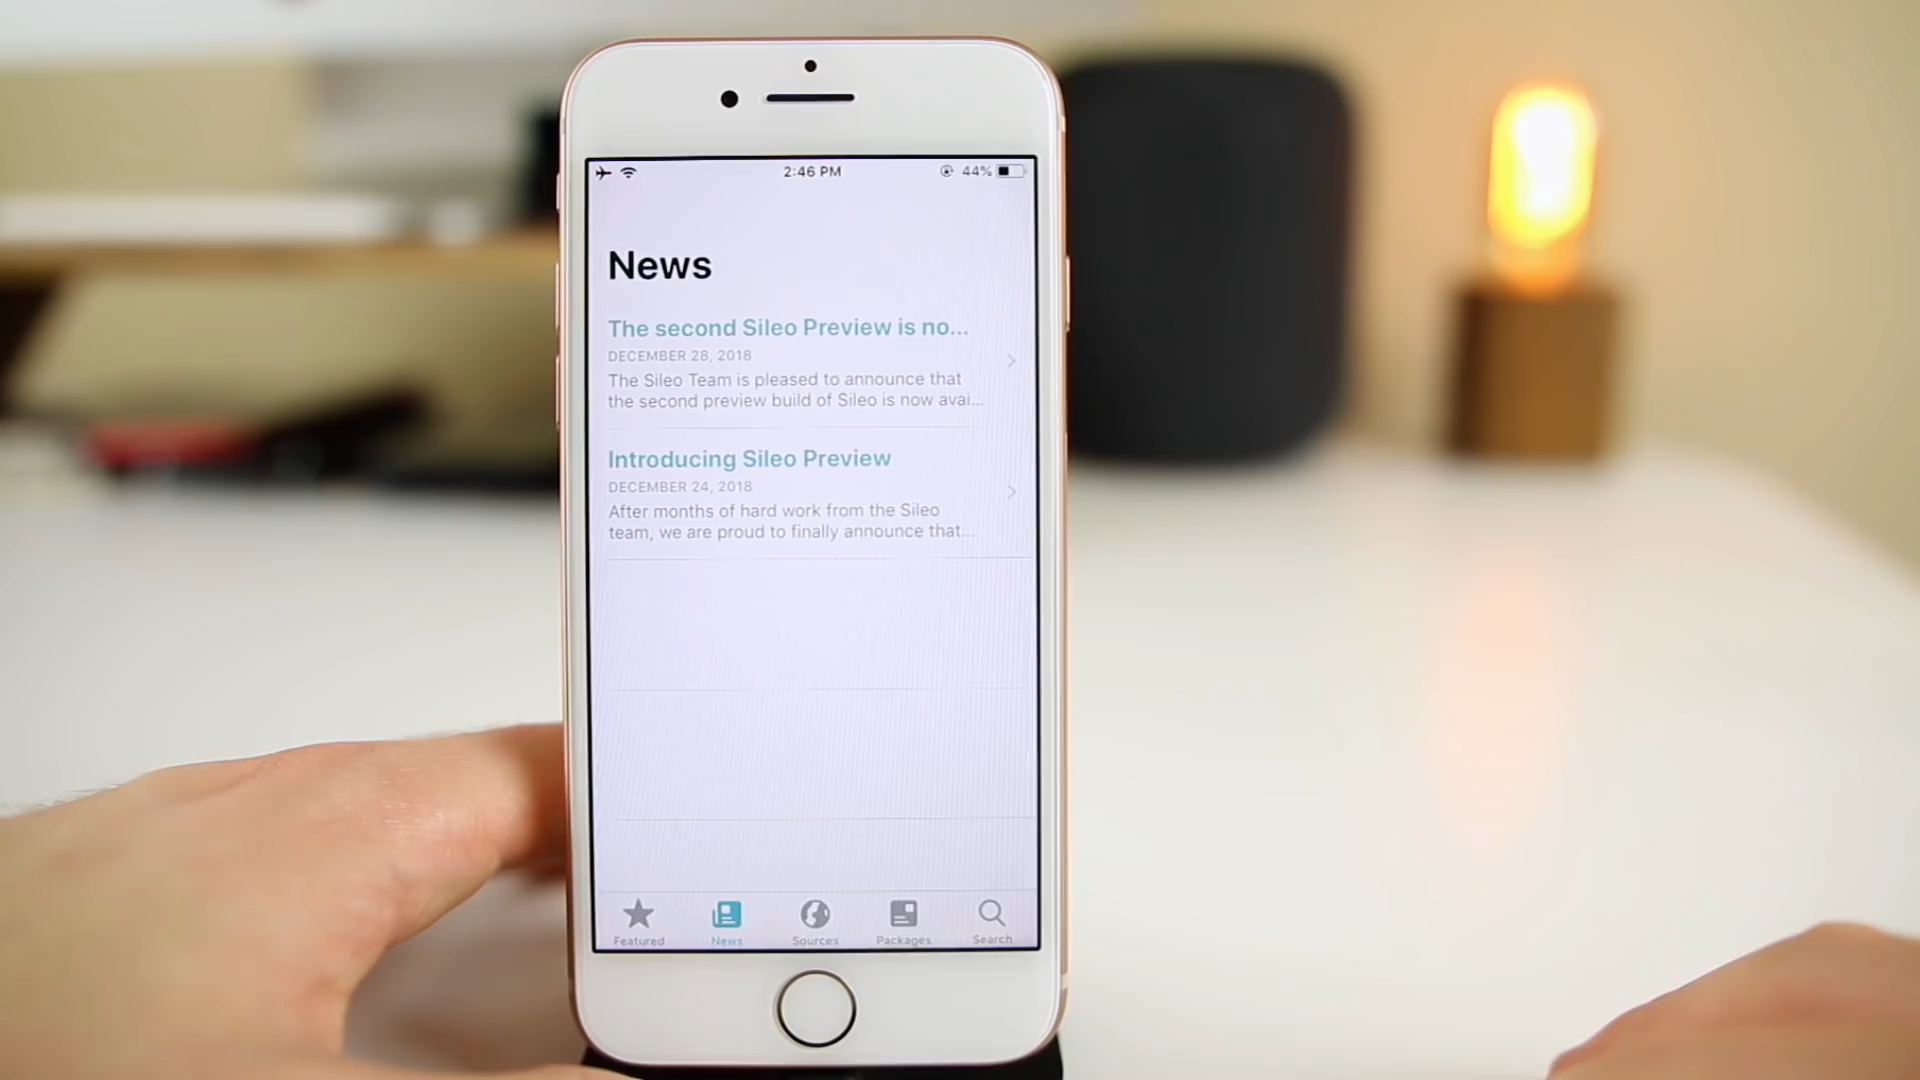 2:46 PM
44%
News
The second Sileo Preview is no...
DECEMBER 28, 2018
The Sileo Team is pleased to announce that
the second preview build of Sileo is now avai...
Introducing Sileo Preview
DECEMBER 24, 2018
After months of hard work from the Sileo
team, we are proud to finally announce that...
Featured
News
Sources
Packages
Search